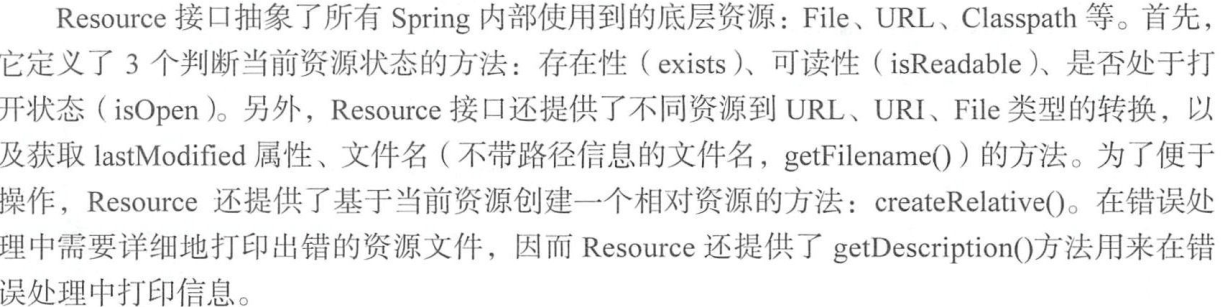 Resource 接口抽象了所有 Spring 内部使用到的底层资源：File、URL、Classpath 等。首先，
它定义了 3 个判断当前资源状态的方法：存在性（exists）、可读性（isReadable）、是否处于打
开状态（isOpen）。另外，Resource 接口还提供了不同资源到 URL、URI、File 类型的转换，以
及获取 lastModified 属性、文件名（不带路径信息的文件名，getFilename()）的方法。为了便于
操作，Resource 还提供了基于当前资源创建一个相对资源的方法：createRelative()。在错误处
理中需要详细地打印出错的资源文件，因而 Resource 还提供了 getDescription()方法用来在错
误处理中打印信息。